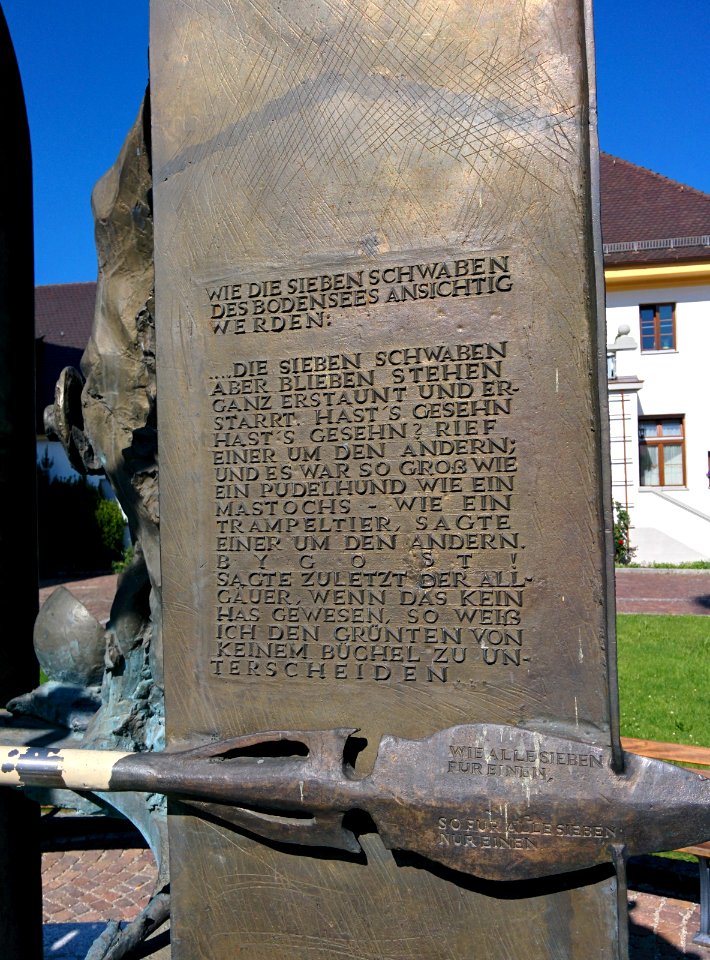 WIE DIE SIEBEN SCHWABEN
DES BODENSEES ANSICHTIG
WERDEN:
....DIE SIEBEN SCHWABEN
ABER BLIEBEN STEHEN
GANZ ERSTAUNT UND ER-
STARRT. HAST´S GESEHN
HAST´S GESEHN? RIEF
EINER UM DEN ANDERN;
UND ES WAR SO GROß WIE
EIN PUDELHUND WIE EIN
MASTOCHS - WIE EIN
TRAMPELTIER, SAGTE
EINER UM DEN ANDERN.
BYGOST!
SAGTE ZULETZT DER ALL-
GÄUER, WENN DAS KEIN
HAS GEWESEN, SO WEIß
ICH DEN GRÜNTEN VON
KEINEM BÜCHEL ZU UN-
TERSCHEIDEN...
WIE ALLE SIEBEN
FÜR EINEN,
SO FÜR ALLE SIEBEN
NUR EINEN